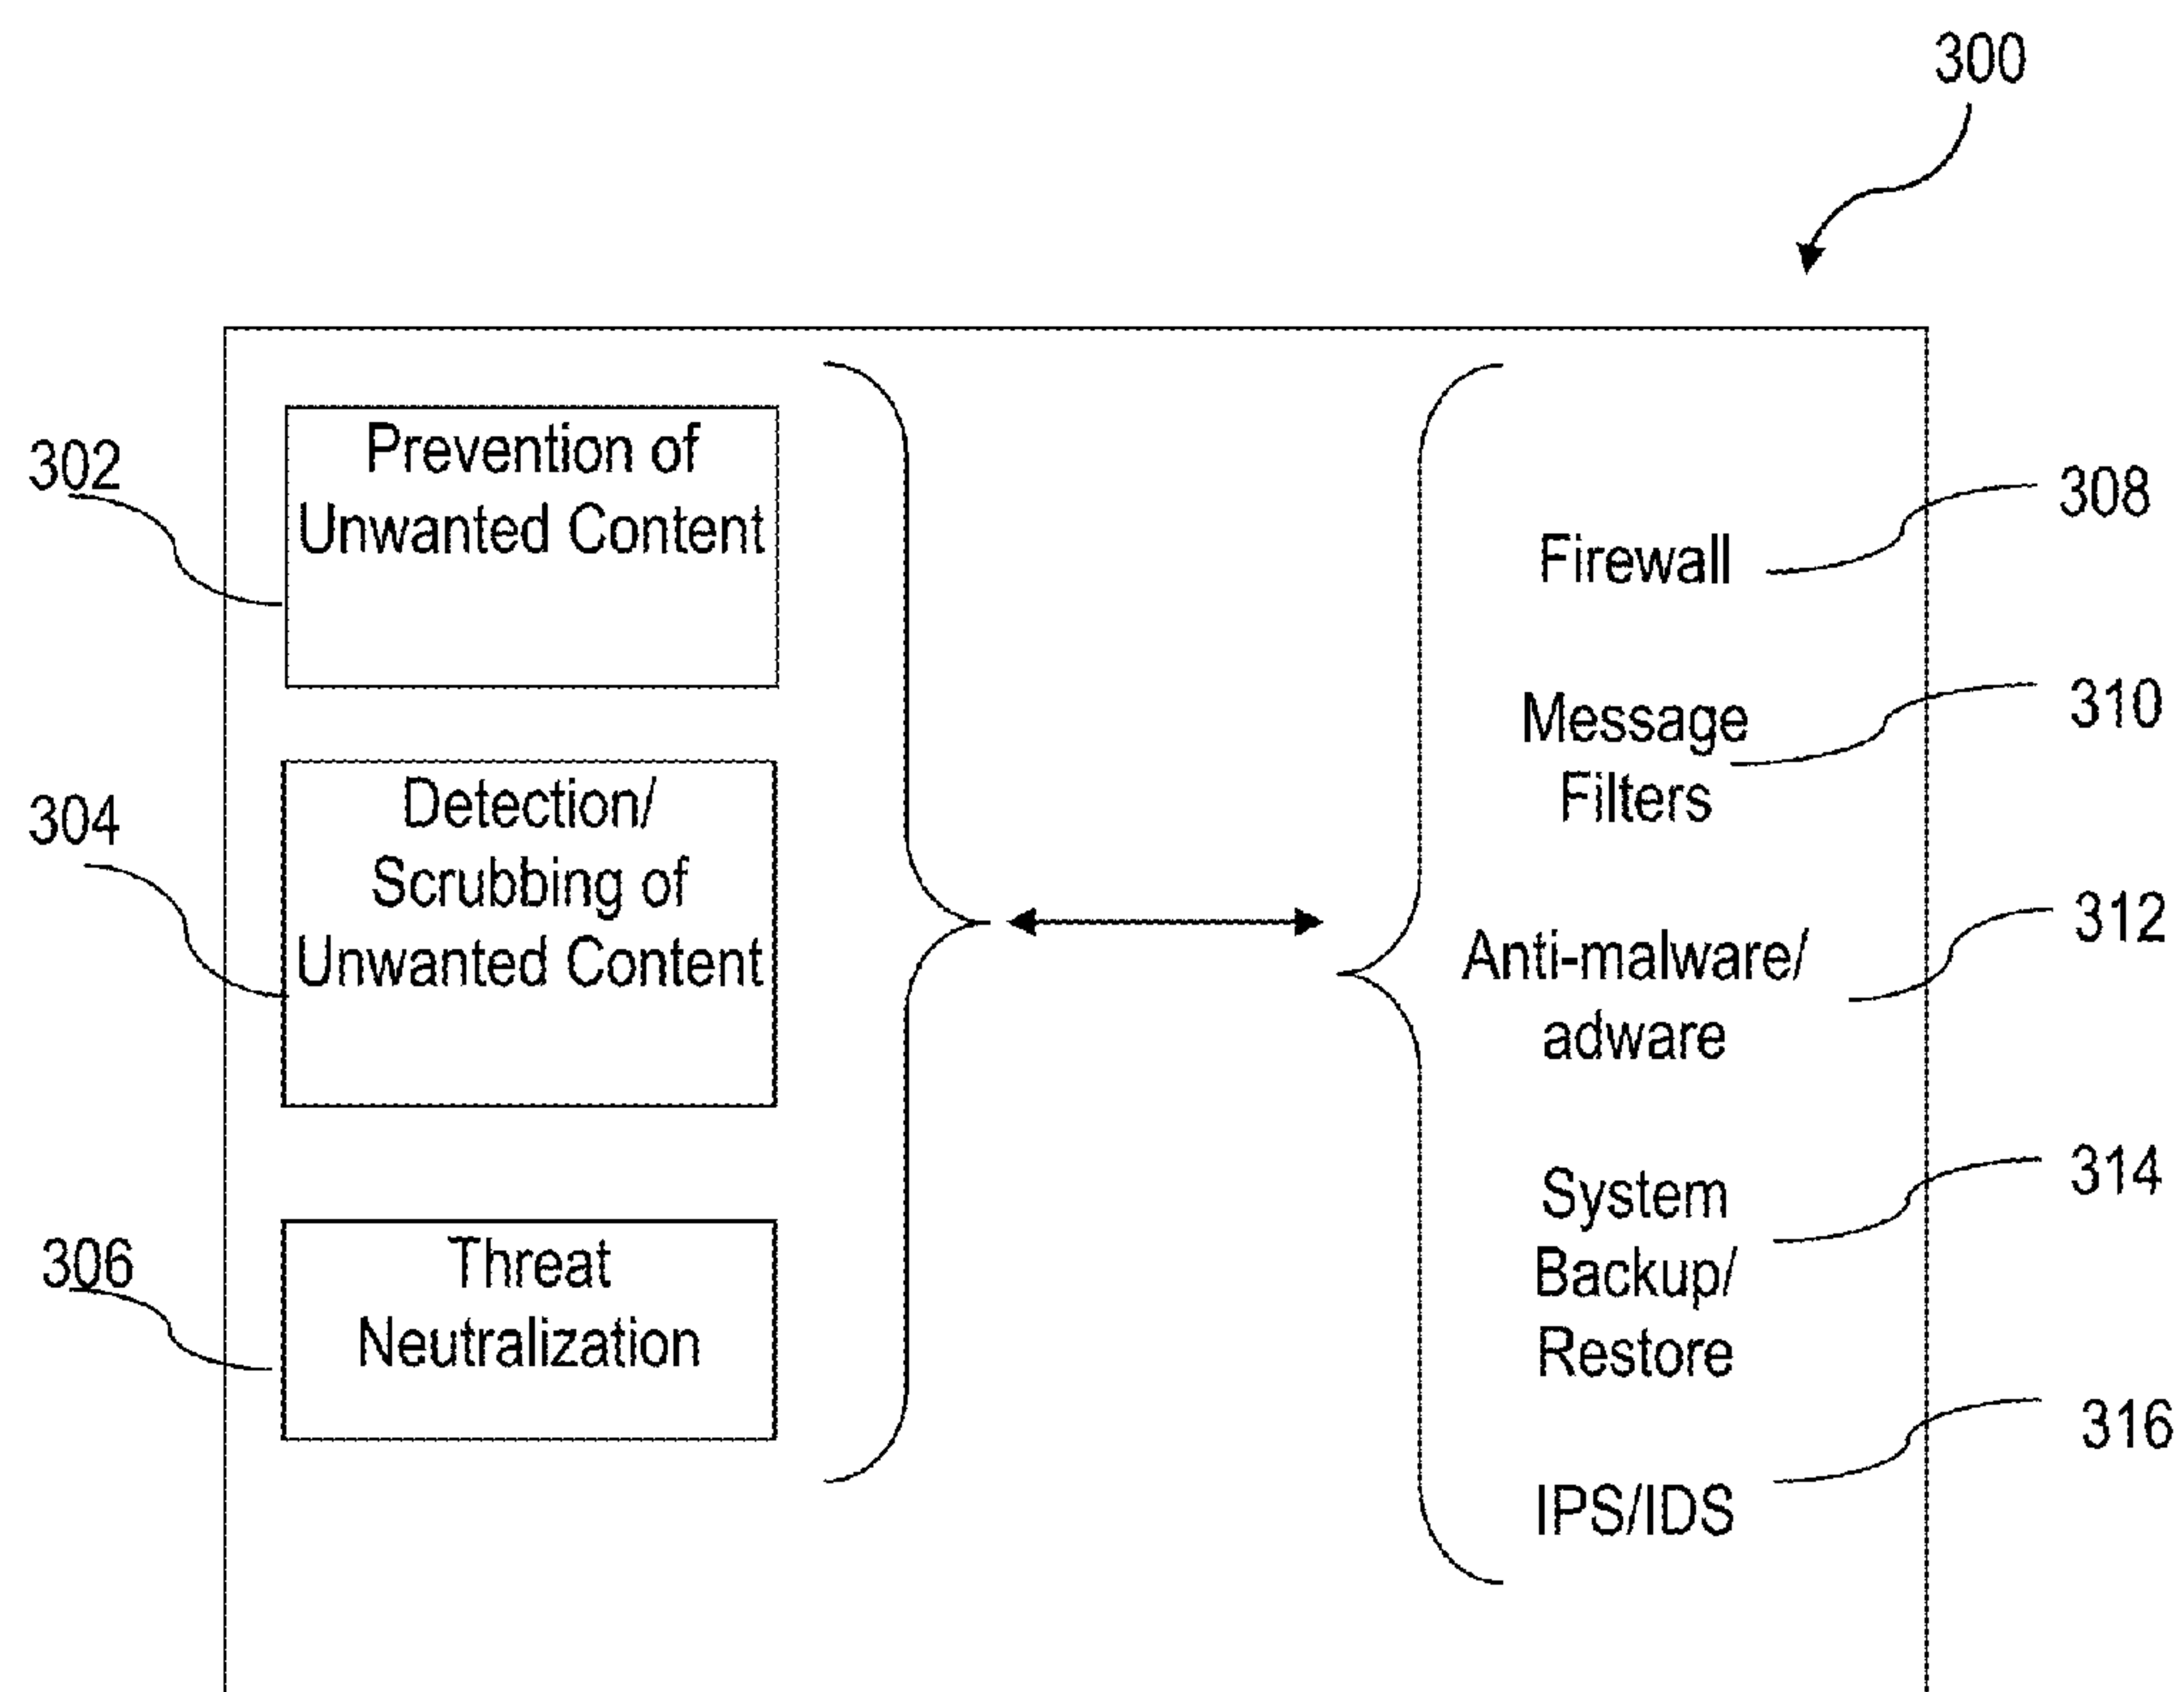 300
302
Prevention of
Unwanted Content
304
Detection/
Scrubbing of
Unwanted Content
306
Threat
Neutralization
Firewall
308
Message
Filters
310
Anti-malware/
adware
312
System
Backup/
Restore
314
IPS/IDS
316